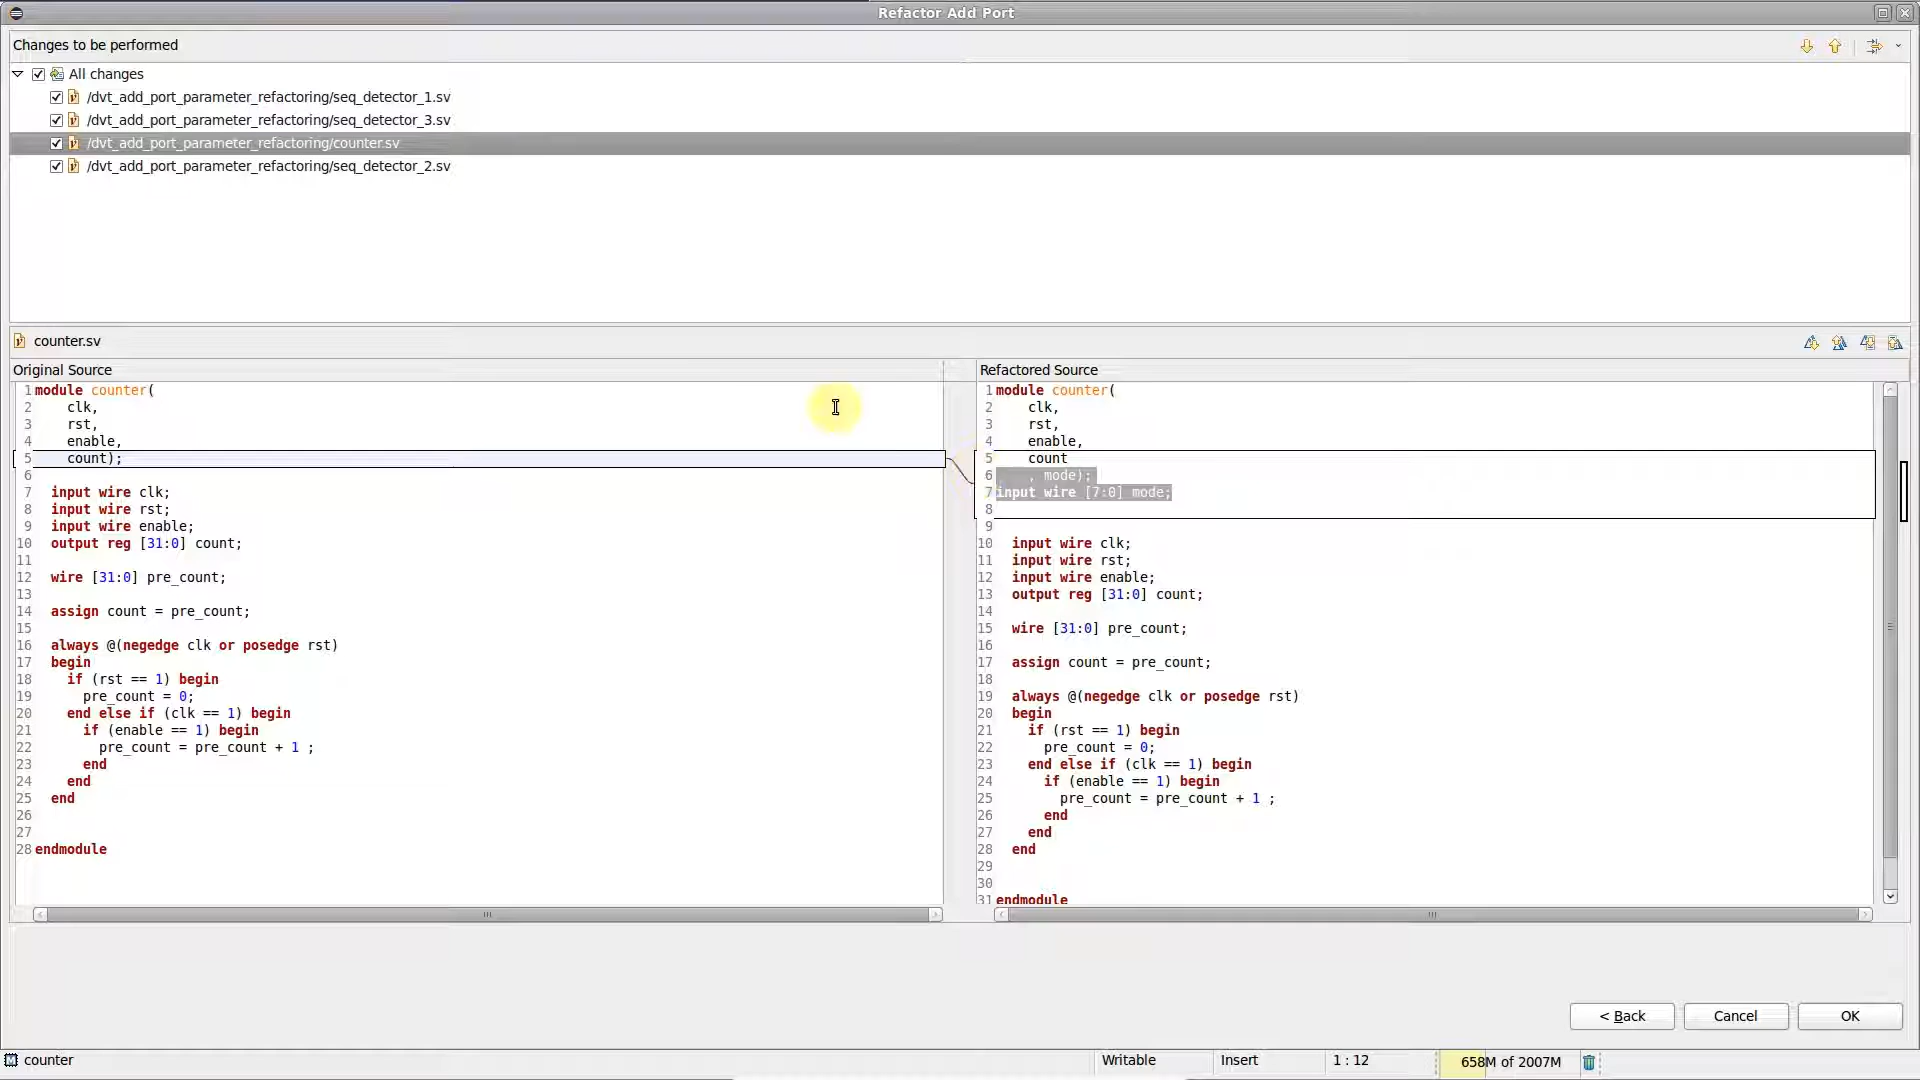 Refactor Add Port
Changes to be performed
All changes
/dvt_add_port_parameter_refactoring/seq_detector_1.sv
/dvt_add_port_parameter_refactoring/seq_detector_3.sv
/dvt_add_port_parameter_refactoring/counter.sv
/dvt_add_port_parameter_refactoring/seq_detector_2.sv
counter.sv
Original Source
1 module counter(
2     clk,
3     rst,
4     enable,
5     count);
6
7   input wire clk;
8   input wire rst;
9   input wire enable;
10   output reg [31:0] count;
11
12   wire [31:0] pre_count;
13
14   assign count = pre_count;
15
16   always @(negedge clk or posedge rst)
17   begin
18     if (rst == 1) begin
19       pre_count = 0;
20     end else if (clk == 1) begin
21       if (enable == 1) begin
22         pre_count = pre_count + 1 ;
23       end
24     end
25   end
26
27
28 endmodule
Refactored Source
1 module counter(
2     clk,
3     rst,
4     enable,
5     count
6     , mode);
7 input wire [7:0] mode;
8
9
10   input wire clk;
11   input wire rst;
12   input wire enable;
13   output reg [31:0] count;
14
15   wire [31:0] pre_count;
16
17   assign count = pre_count;
18
19   always @(negedge clk or posedge rst)
20   begin
21     if (rst == 1) begin
22       pre_count = 0;
23     end else if (clk == 1) begin
24       if (enable == 1) begin
25         pre_count = pre_count + 1 ;
26       end
27     end
28   end
29
30
31 endmodule
< Back
Cancel
OK
counter
Writable
Insert
1 : 12
658M of 2007M